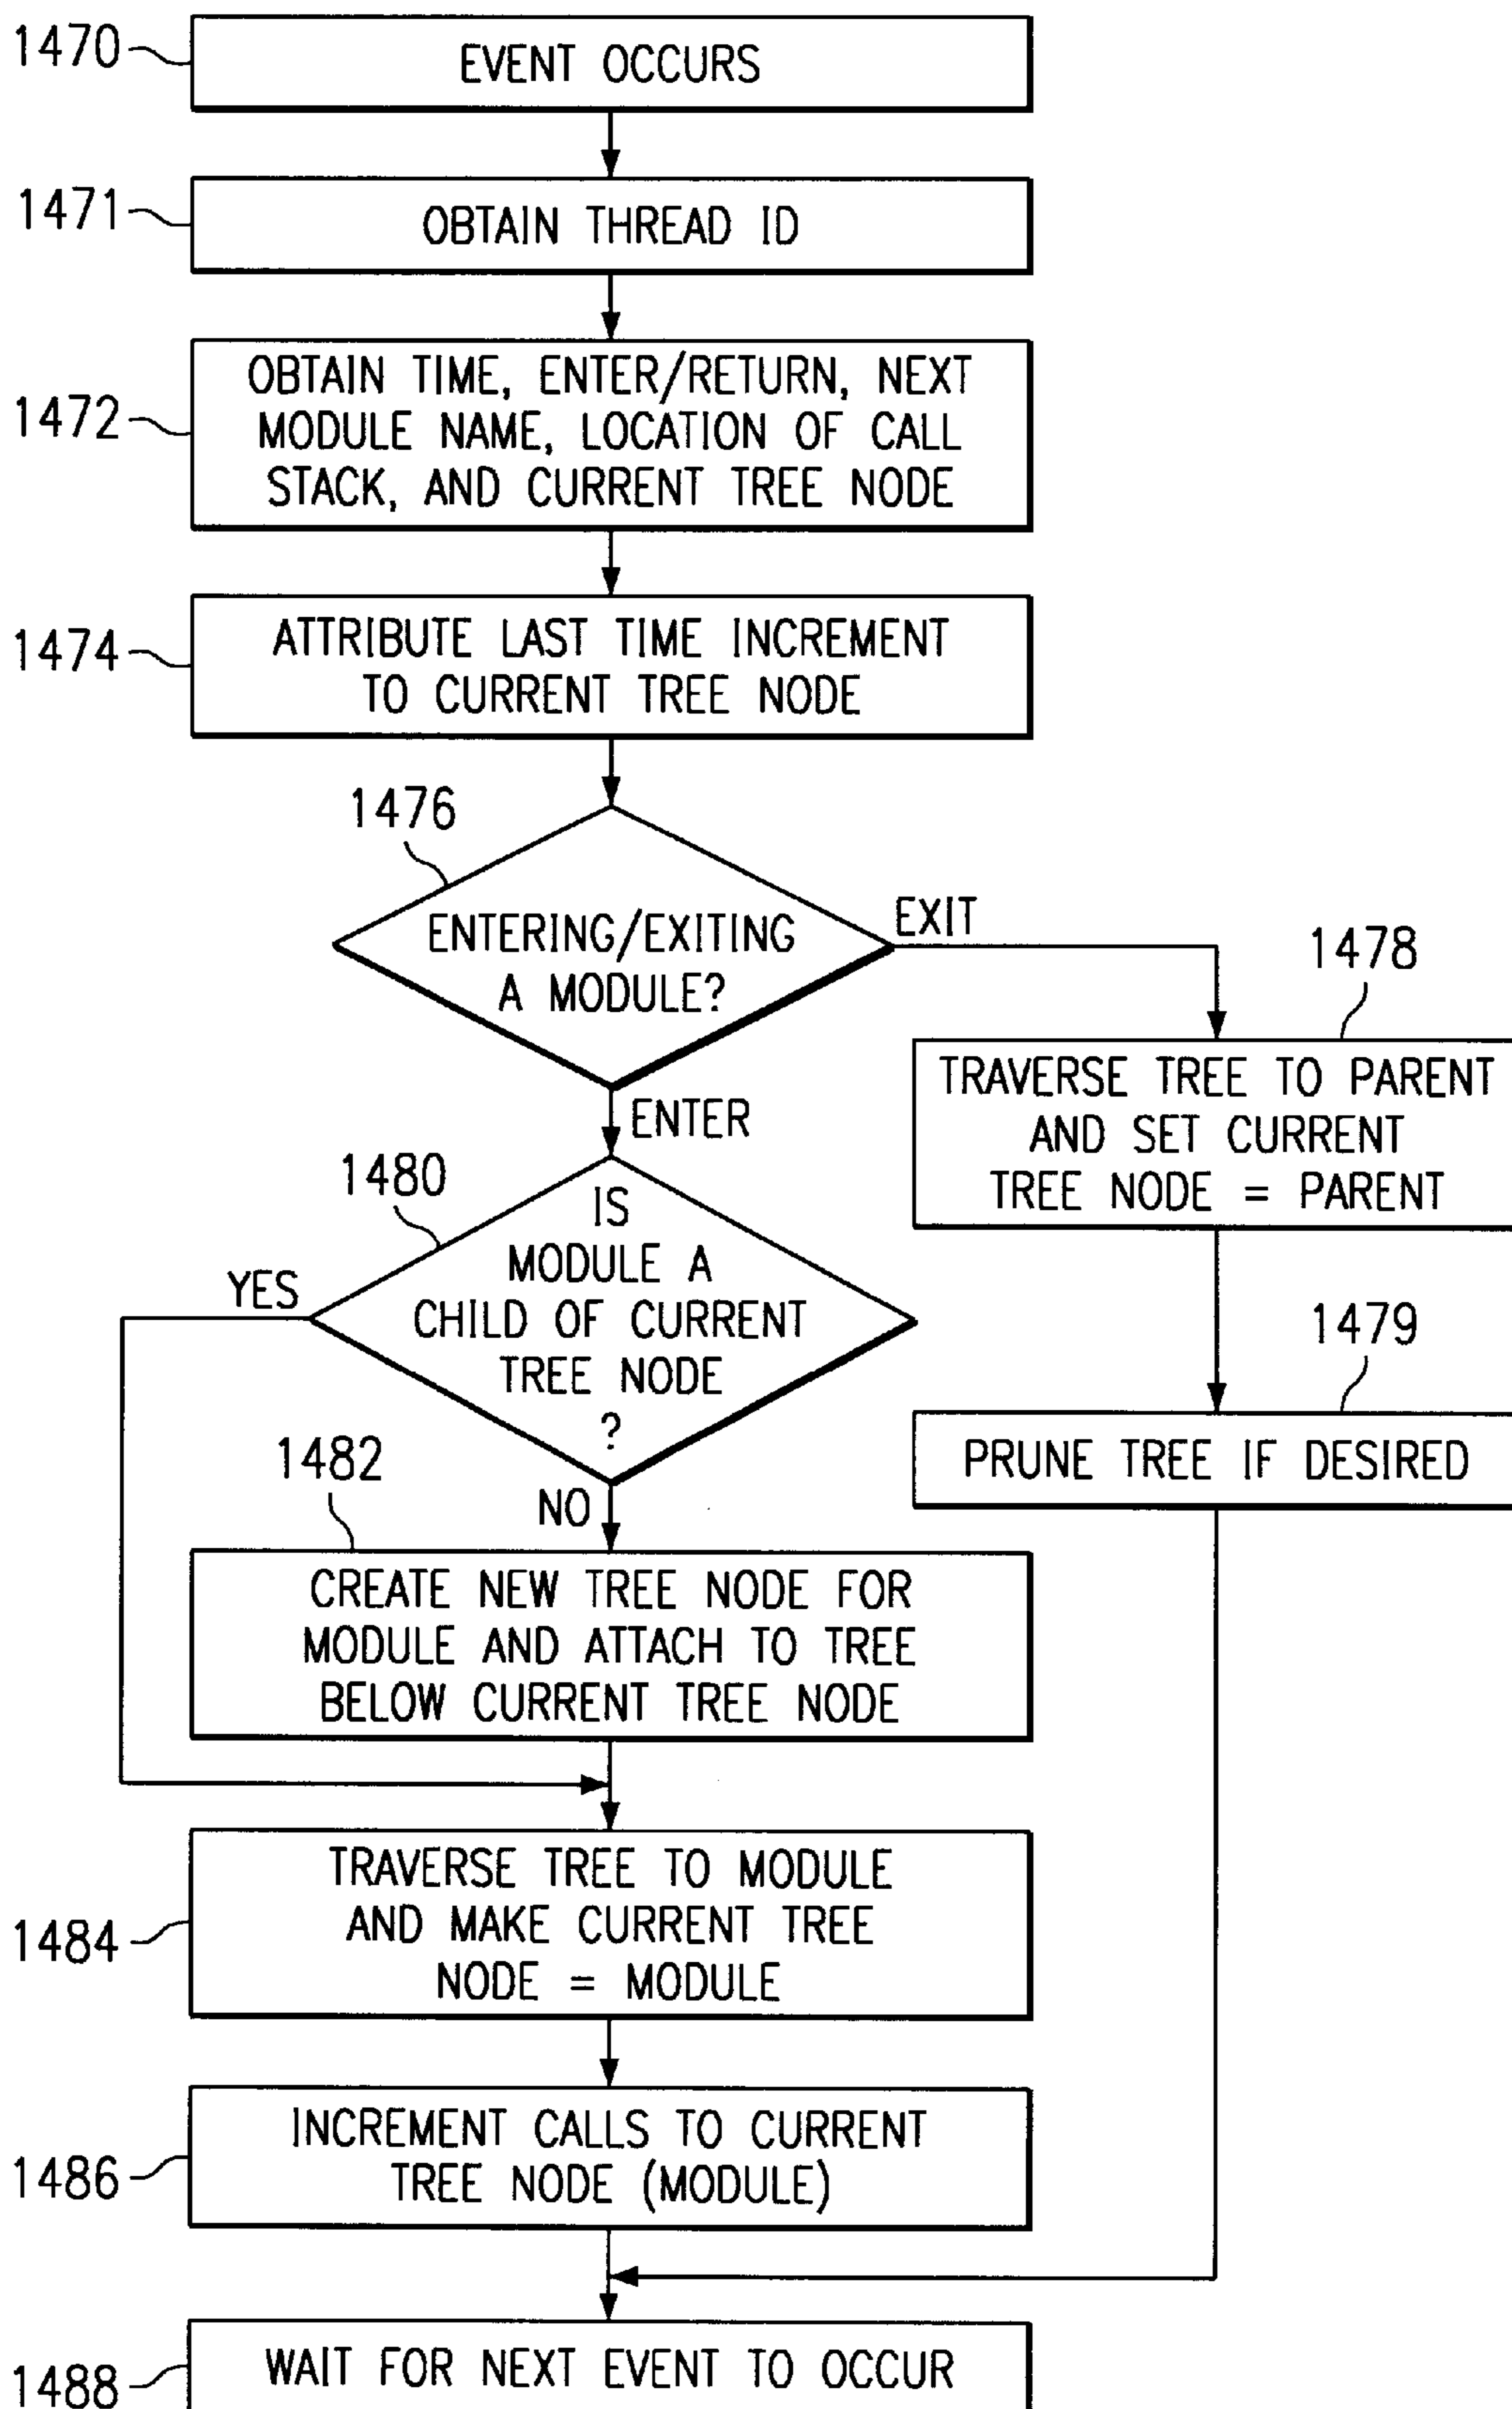 1470
EVENT OCCURS
1471
OBTAIN THREAD ID
1472
OBTAIN TIME, ENTER/RETURN, NEXT
MODULE NAME, LOCATION OF CALL
STACK, AND CURRENT TREE NODE
1474
ATTRIBUTE LAST TIME INCREMENT
TO CURRENT TREE NODE
1476
ENTERING/EXITING
A MODULE?
EXIT
1478
TRAVERSE TREE TO PARENT
AND SET CURRENT
TREE NODE = PARENT
ENTER
1480
IS
MODULE A
CHILD OF CURRENT
TREE NODE
?
YES
1479
PRUNE TREE IF DESIRED
NO
1482
CREATE NEW TREE NODE FOR
MODULE AND ATTACH TO TREE
BELOW CURRENT TREE NODE
1484
TRAVERSE TREE TO MODULE
AND MAKE CURRENT TREE
NODE = MODULE
1486
INCREMENT CALLS TO CURRENT
TREE NODE (MODULE)
1488
WAIT FOR NEXT EVENT TO OCCUR